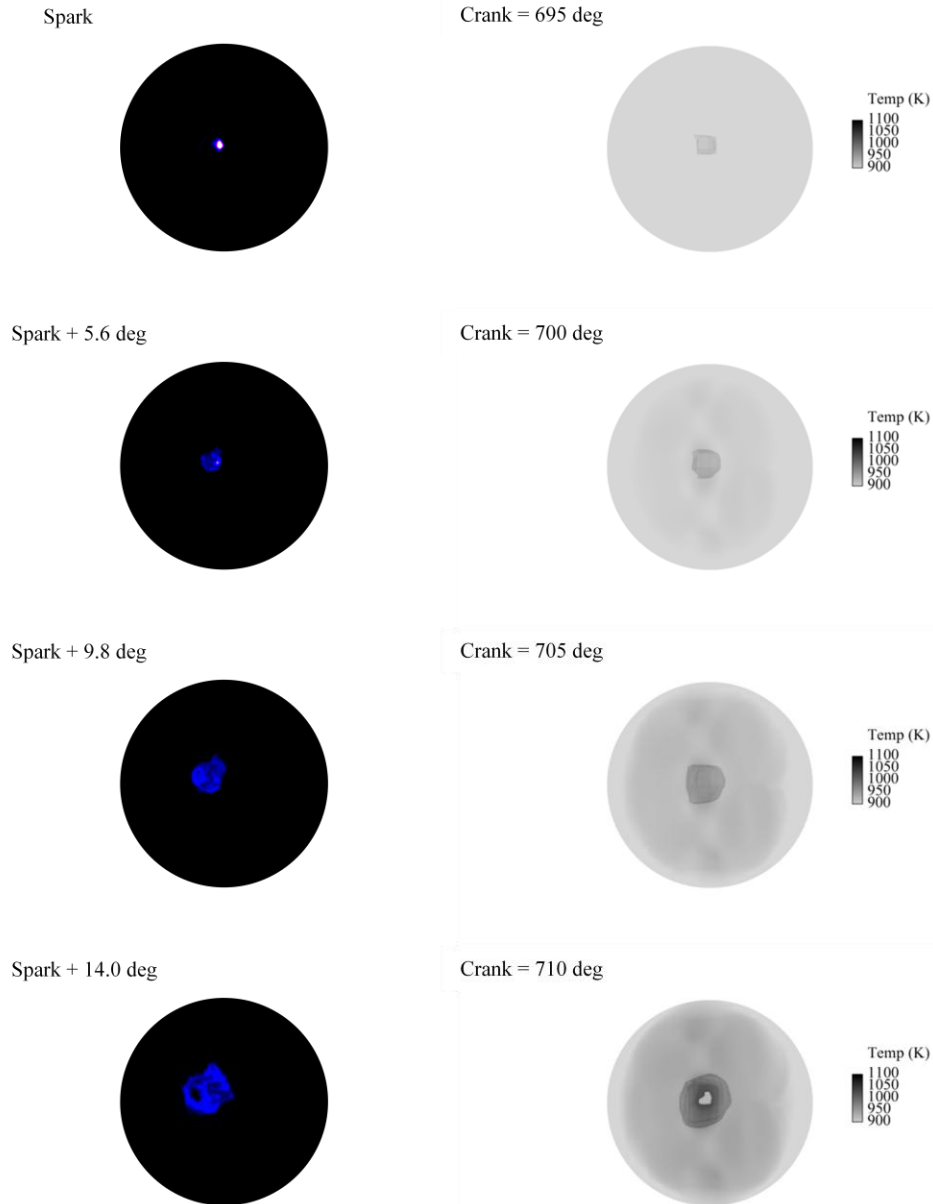 Spark
Crank = 695 deg
Temp (K)
1100
1050
1000
950
900
Spark + 5.6 deg
Crank = 700 deg
Temp (K)
1100
1050
1000
950
900
Spark + 9.8 deg
Crank = 705 deg
Temp (K)
1100
1050
1000
950
900
Spark + 14.0 deg
Crank = 710 deg
Temp (K)
1100
1050
1000
950
900